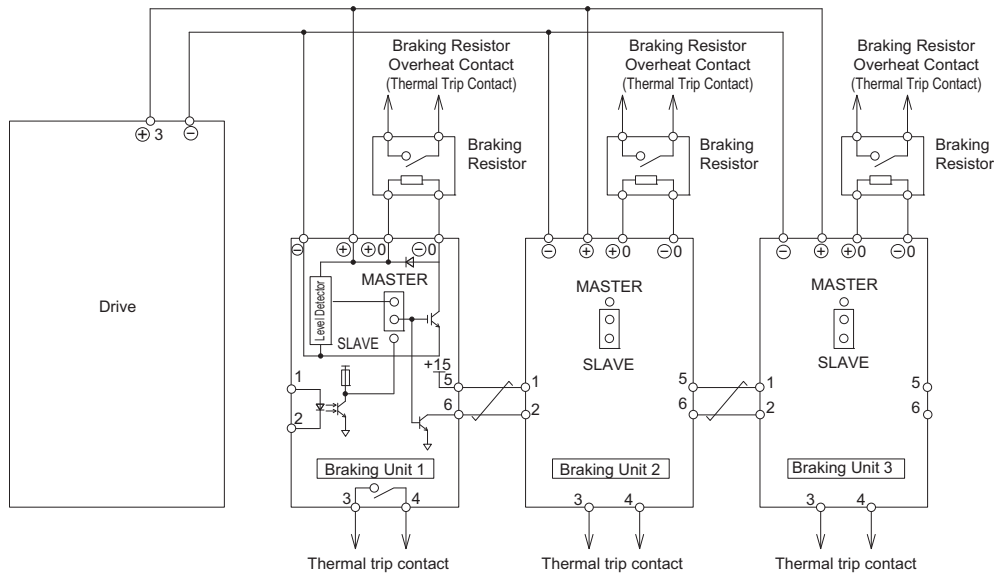 Braking Resistor
Overheat Contact
(Thermal Trip Contact)
Braking Resistor
Overheat Contact
(Thermal Trip Contact)
Braking Resistor
Overheat Contact
(Thermal Trip Contact)
⊕ 3 ⊖
Braking
Resistor
Braking
Resistor
Braking
Resistor
Drive
⊖ ⊕ ⊕0 ⊖0
MASTER
Level Detector
SLAVE
+15
1
2
5
6
Braking Unit 1
3 4
Thermal trip contact
⊖ ⊕ ⊕0 ⊖0
MASTER
SLAVE
1
2
5
6
Braking Unit 2
3 4
Thermal trip contact
⊖ ⊕ ⊕0 ⊖0
MASTER
SLAVE
1
2
5
6
Braking Unit 3
3 4
Thermal trip contact